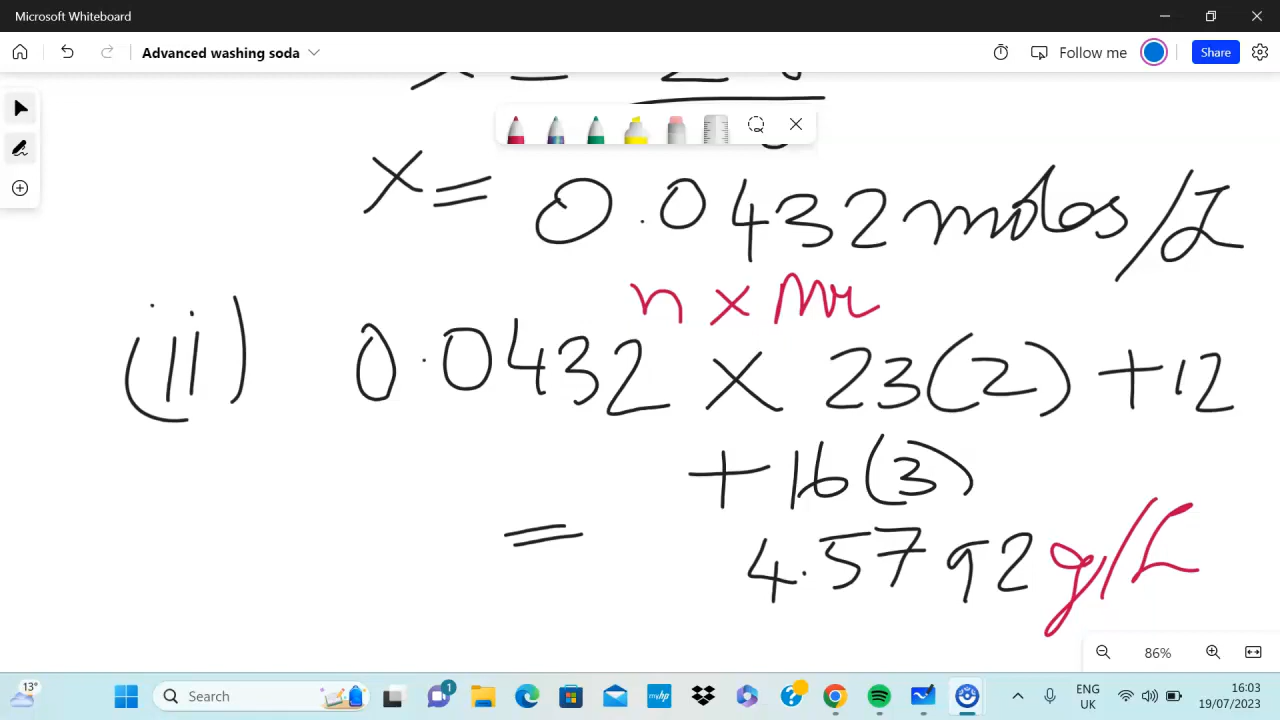 Microsoft Whiteboard
Advanced washing soda
Follow me
Share
x = 0.0432 moles/L
n × Mr
(ii) 0.0432 × 23(2) + 12
+ 16(3)
= 4.5792 g/L
86%
13°
Search
1
ENG
UK
16:03
19/07/2023